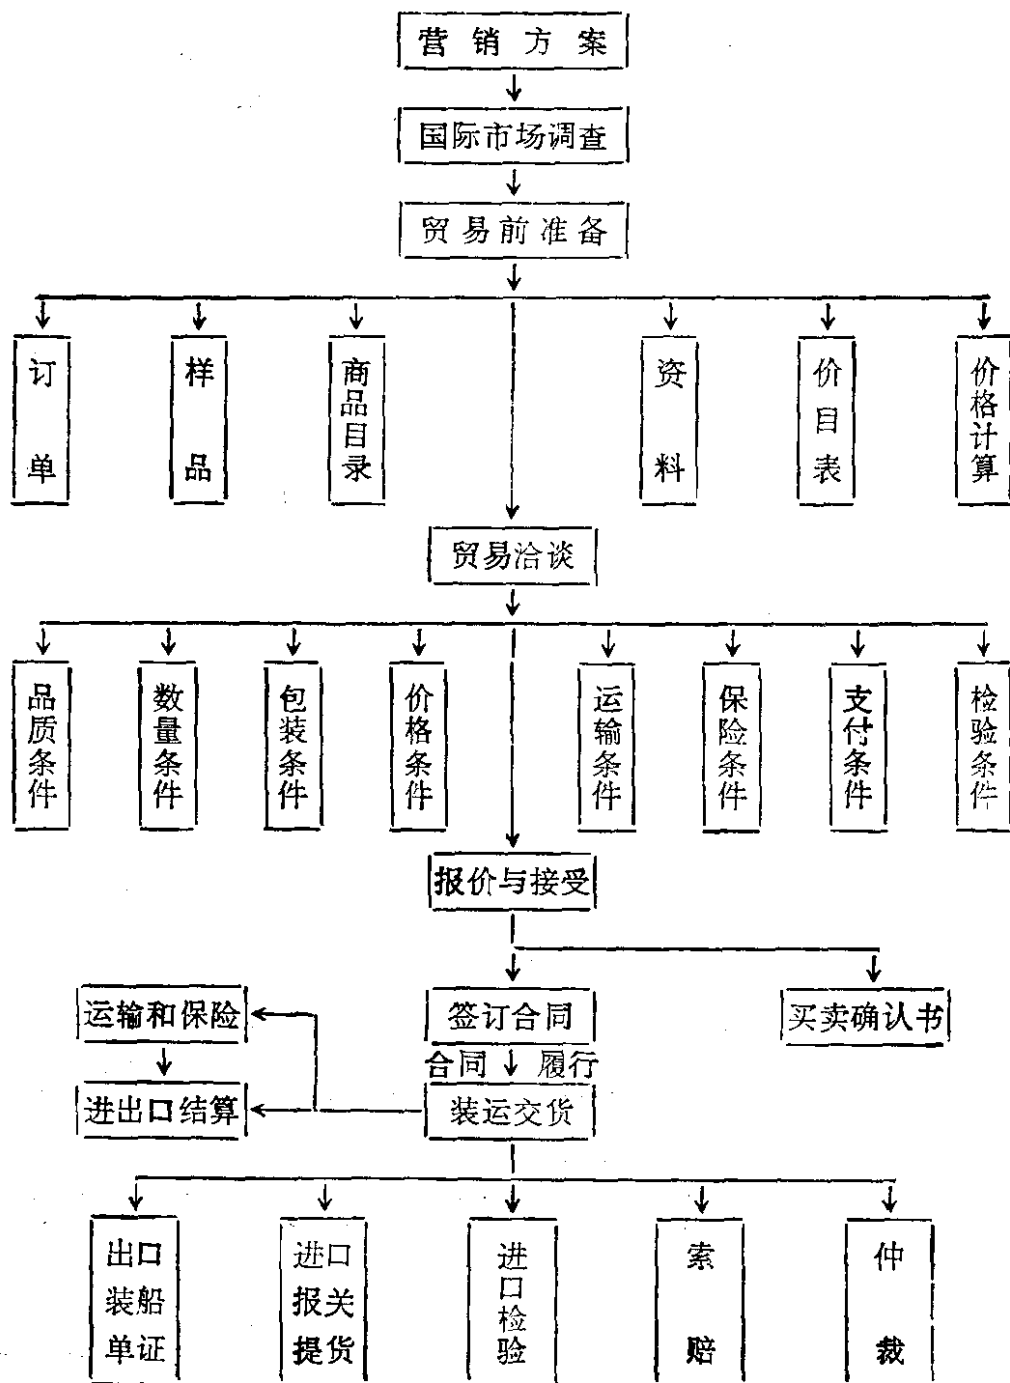 营销方案
国际市场调查
贸易前准备
订单
样品
商品目录
资料
价目表
价格计算
贸易洽谈
品质条件
数量条件
包装条件
价格条件
运输条件
保险条件
支付条件
检验条件
报价与接受
运输和保险
签订合同
买卖确认书
合同 履行
进出口结算
装运交货
出口
装船
单证
进口
报关
提货
进口检验
索赔
仲裁